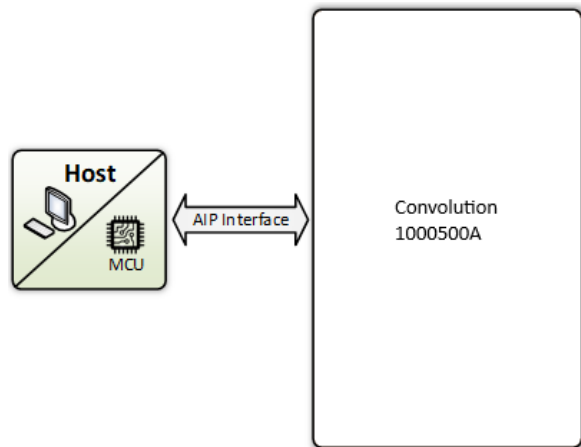 Host
MCU
AIP Interface
Convolution
1000500A